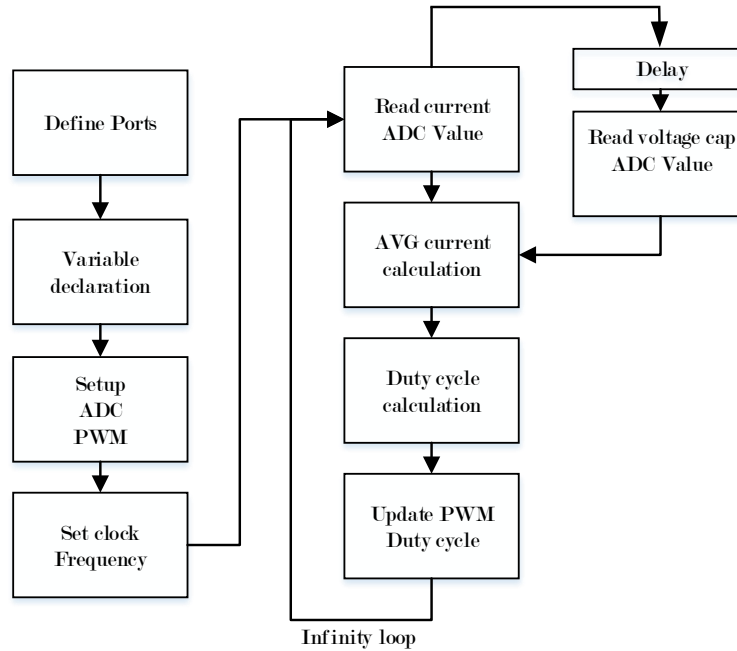 Define Ports
Variable
declaration
Setup
ADC
PWM
Set clock
Frequency
Read current
ADC Value
AVG current
calculation
Duty cycle
calculation
Update PWM
Duty cycle
Infinity loop
Delay
Read voltage cap
ADC Value